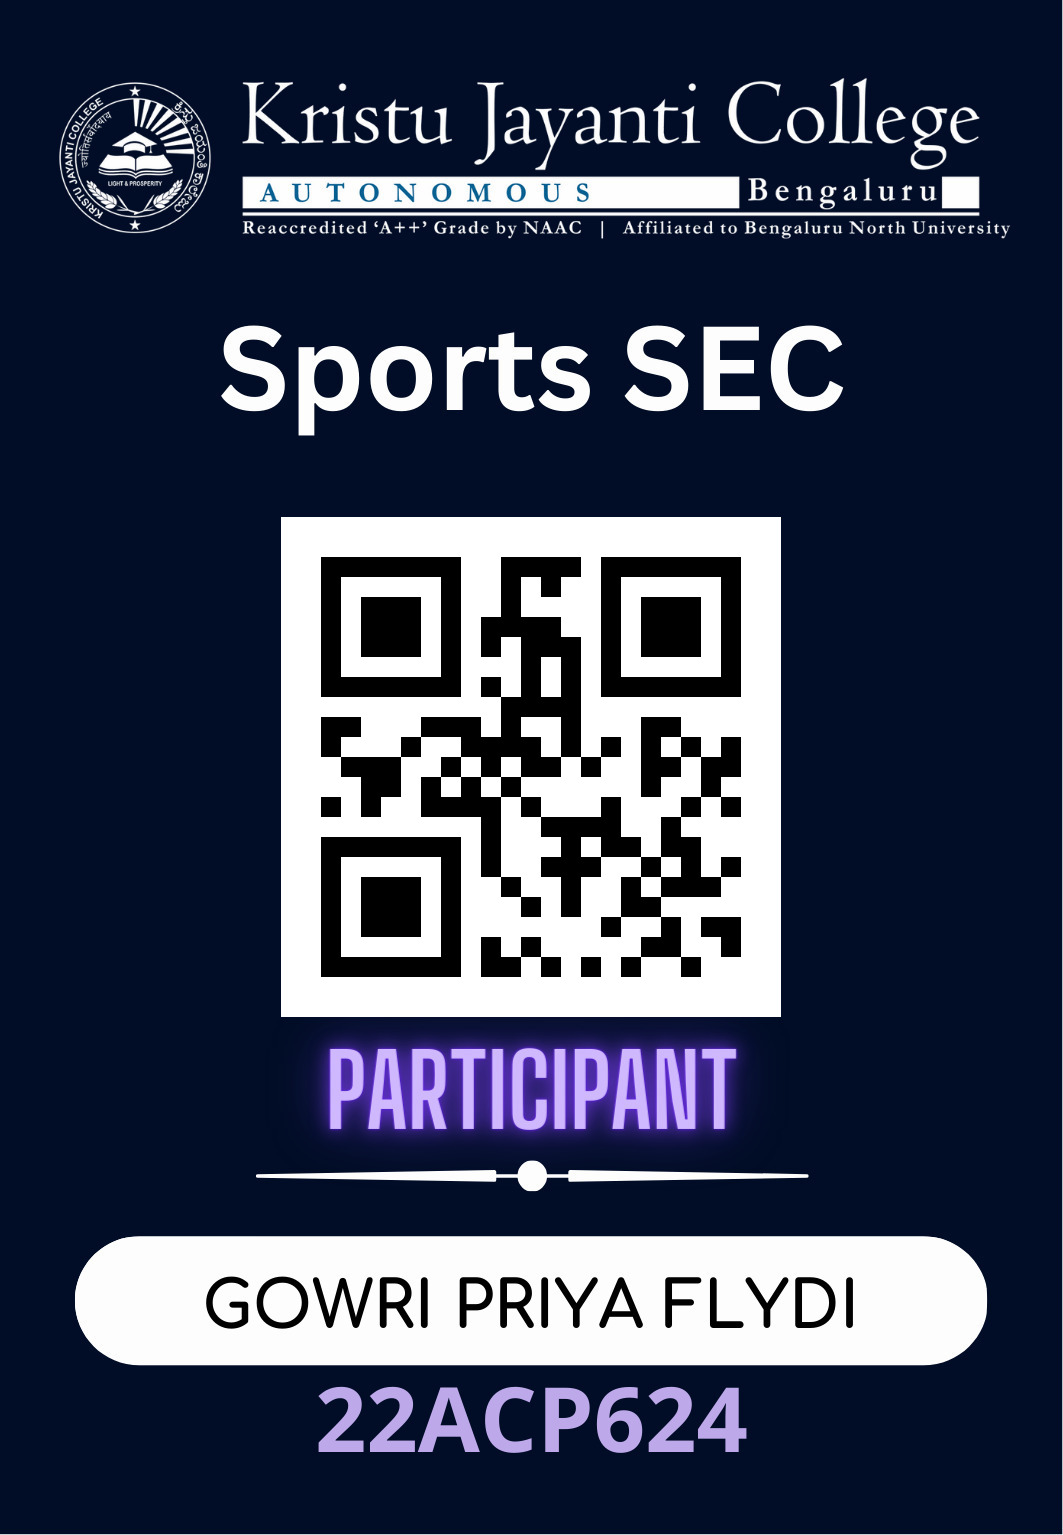 KRISTU JAYANTI COLLEGE
LIGHT & PROSPERITY
Kristu Jayanti College
AUTONOMOUS Bengaluru
Reaccredited ‘A++’ Grade by NAAC | Affiliated to Bengaluru North University
Sports SEC
PARTICIPANT
GOWRI PRIYA FLYDI
22ACP624